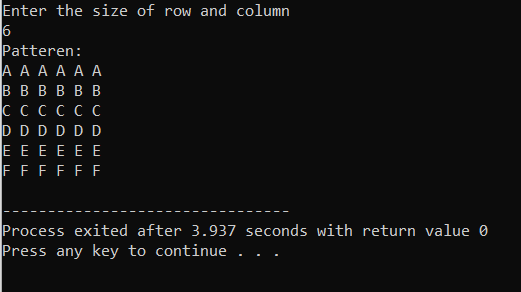 Enter the size of row and column
6
Patteren:
A A A A A A
B B B B B B
C C C C C C
D D D D D D
E E E E E E
F F F F F F
--------------------------------
Process exited after 3.937 seconds with return value 0
Press any key to continue . . .